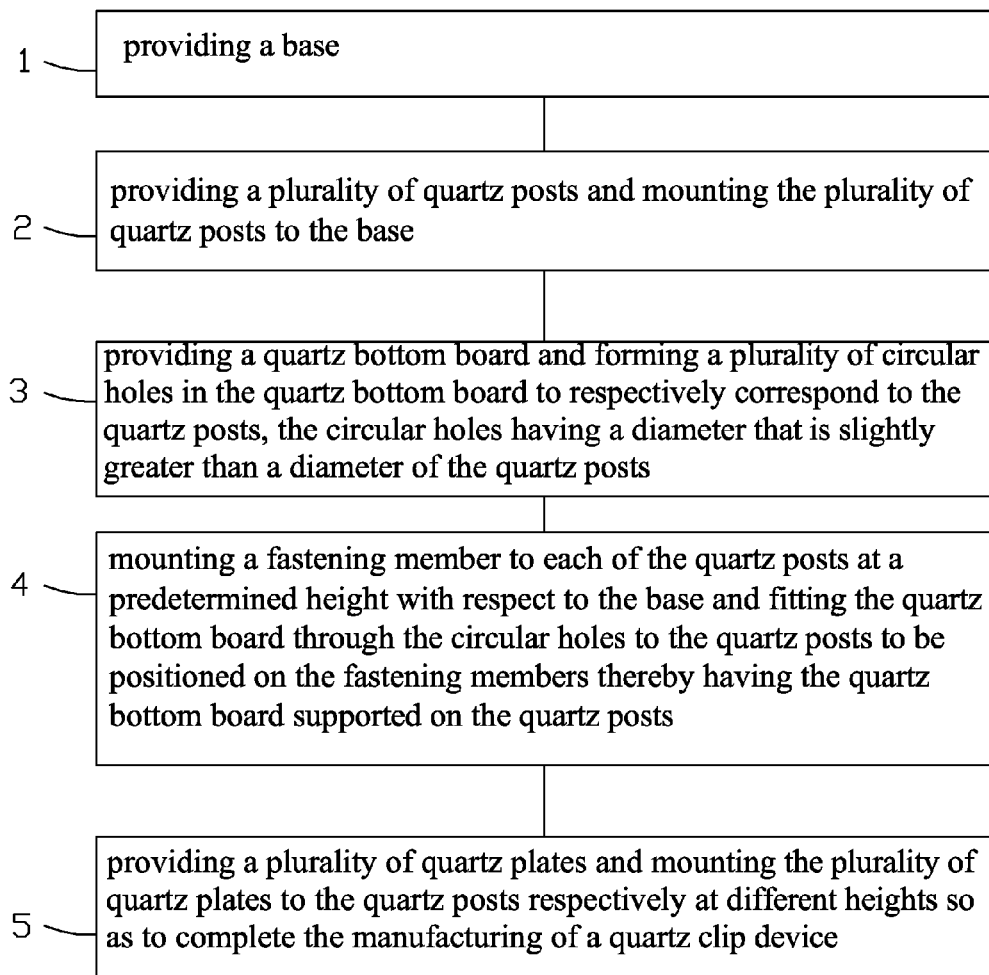 1
providing a base
2
providing a plurality of quartz posts and mounting the plurality of
quartz posts to the base
3
providing a quartz bottom board and forming a plurality of circular
holes in the quartz bottom board to respectively correspond to the
quartz posts, the circular holes having a diameter that is slightly
greater than a diameter of the quartz posts
4
mounting a fastening member to each of the quartz posts at a
predetermined height with respect to the base and fitting the quartz
bottom board through the circular holes to the quartz posts to be
positioned on the fastening members thereby having the quartz
bottom board supported on the quartz posts
5
providing a plurality of quartz plates and mounting the plurality of
quartz plates to the quartz posts respectively at different heights so
as to complete the manufacturing of a quartz clip device